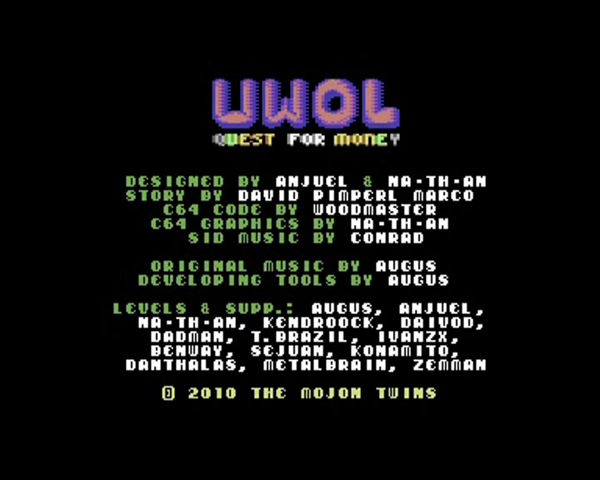 UWOL
QUEST FOR MONEY
DESIGNED BY ANJUEL & NA-TH-AN
STORY BY DAVID PIMPERL MARCO
C64 CODE BY WOODMASTER
C64 GRAPHICS BY NA-TH-AN
SID MUSIC BY CONRAD
ORIGINAL MUSIC BY AUGUS
DEVELOPING TOOLS BY AUGUS
LEVELS & SUPP.: AUGUS, ANJUEL,
NA-TH-AN, KENDROOCK, DAIVOD,
DADMAN, T.BRAZIL, IVANZX,
BENWAY, SEJUAN, KONAMITO,
DANTHALAS, METALBRAIN, ZEMMAN
© 2010 THE MOJON TWINS